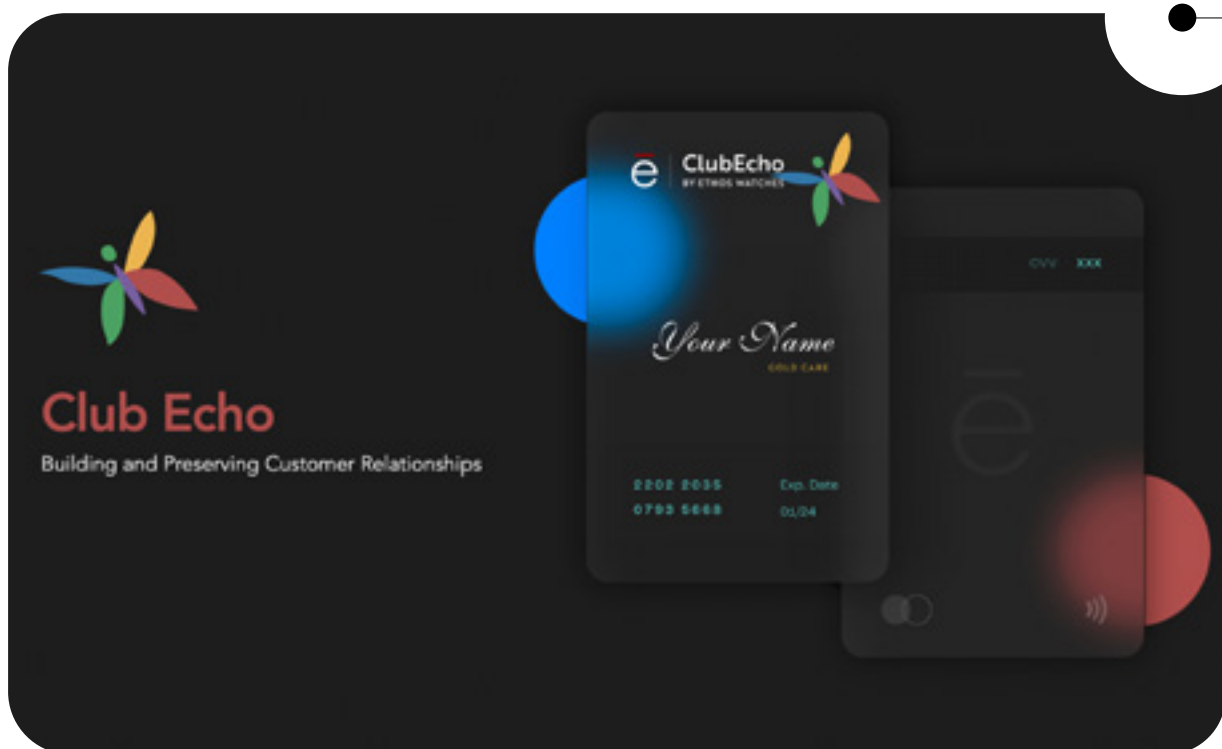 Club Echo
Building and Preserving Customer Relationships
ē
ClubEcho
BY ETHOS WATCHES
Your Name
GOLD CARE
2202 2035
0793 5668
Exp. Date
01/24
CVV XXX
ē